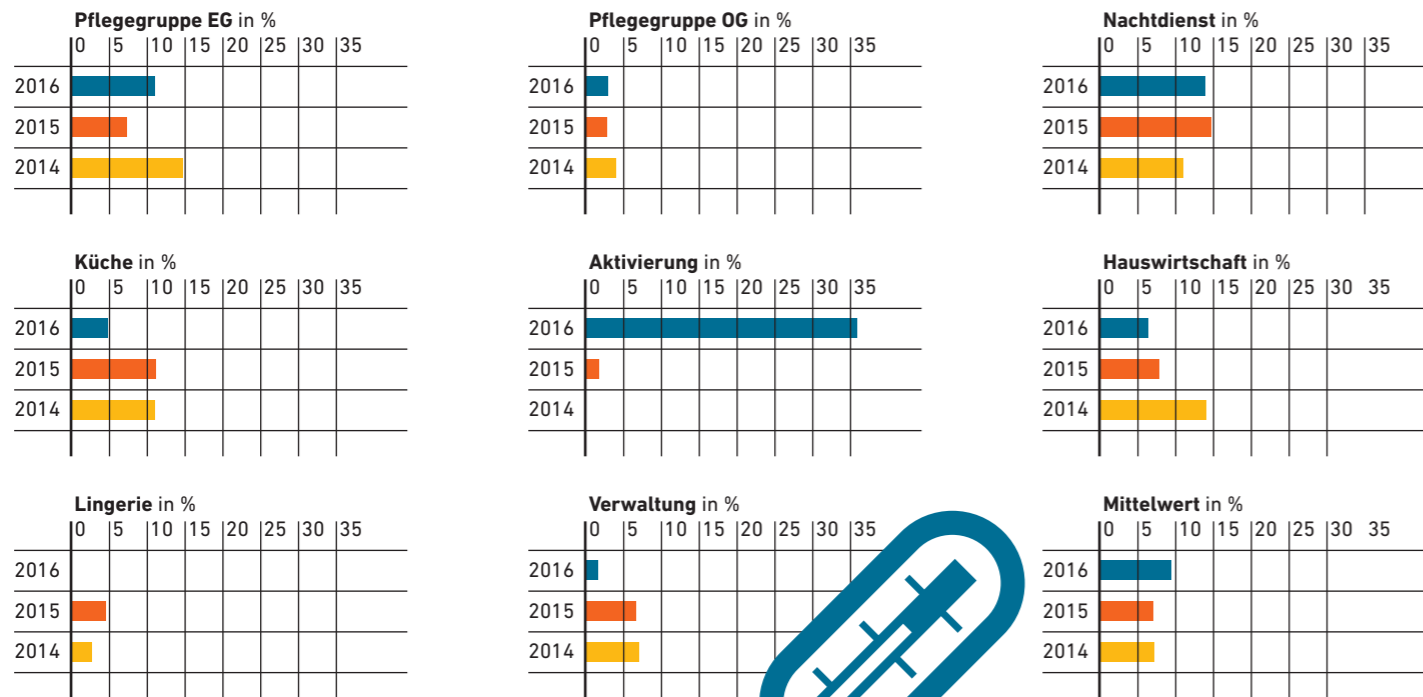 Pflegegruppe EG in %
0 5 10 15 20 25 30 35
2016
2015
2014
Pflegegruppe OG in %
0 5 10 15 20 25 30 35
2016
2015
2014
Nachtdienst in %
0 5 10 15 20 25 30 35
2016
2015
2014
Küche in %
0 5 10 15 20 25 30 35
2016
2015
2014
Aktivierung in %
0 5 10 15 20 25 30 35
2016
2015
2014
Hauswirtschaft in %
0 5 10 15 20 25 30 35
2016
2015
2014
Lingerie in %
0 5 10 15 20 25 30 35
2016
2015
2014
Verwaltung in %
0 5 10 15 20 25 30 35
2016
2015
2014
Mittelwert in %
0 5 10 15 20 25 30 35
2016
2015
2014